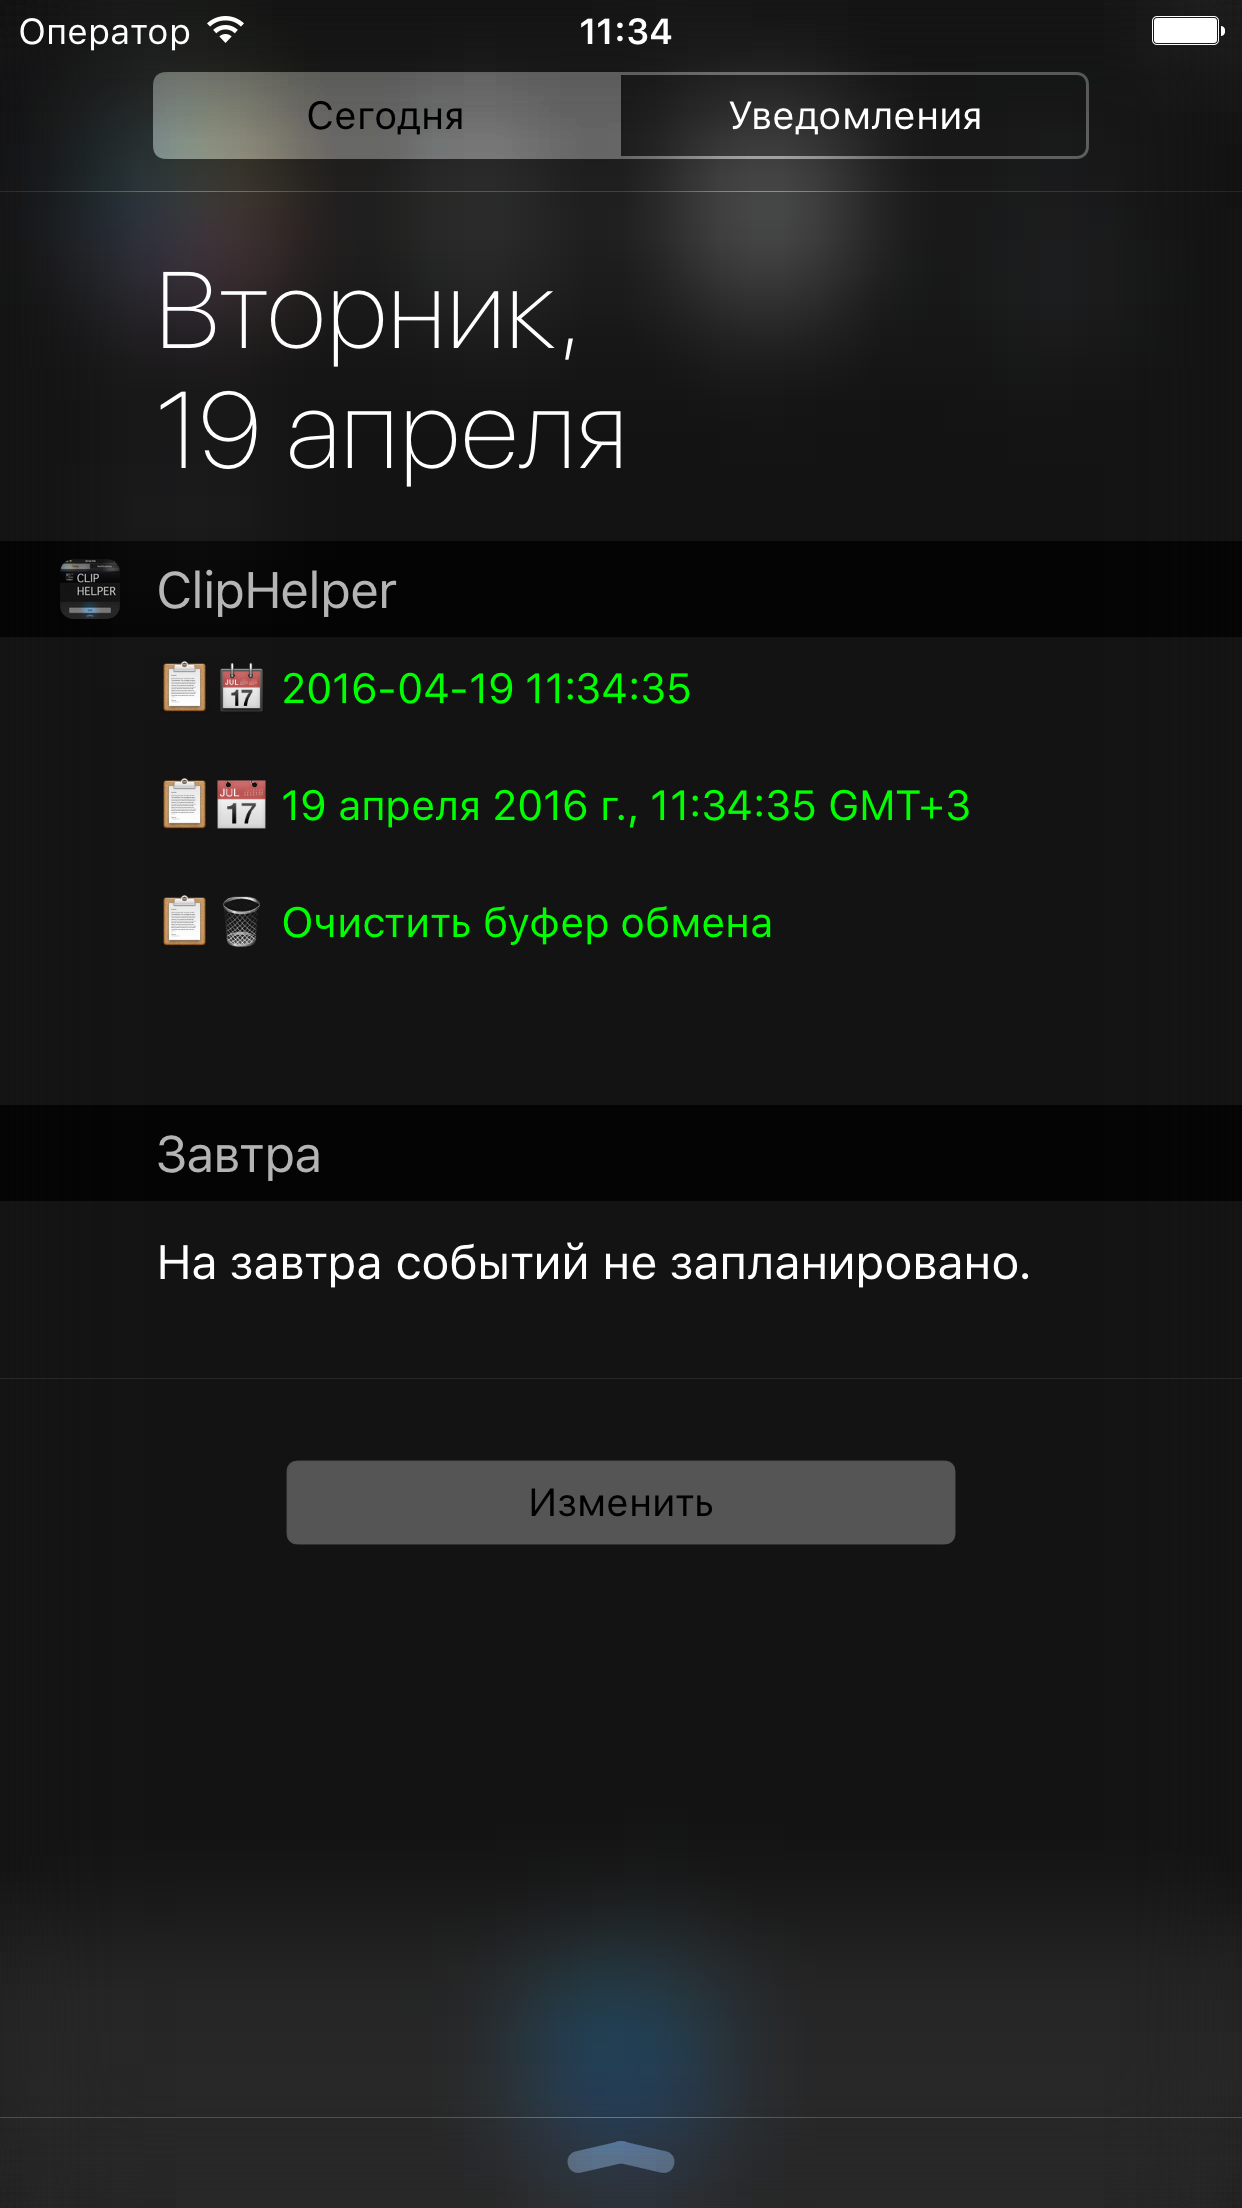 Оператор 11:34
Сегодня Уведомления
Вторник,
19 апреля
CLIP
HELPER
ClipHelper
JUL
17
2016-04-19 11:34:35
JUL
17
19 апреля 2016 г., 11:34:35 GMT+3
Очистить буфер обмена
Завтра
На завтра событий не запланировано.
Изменить